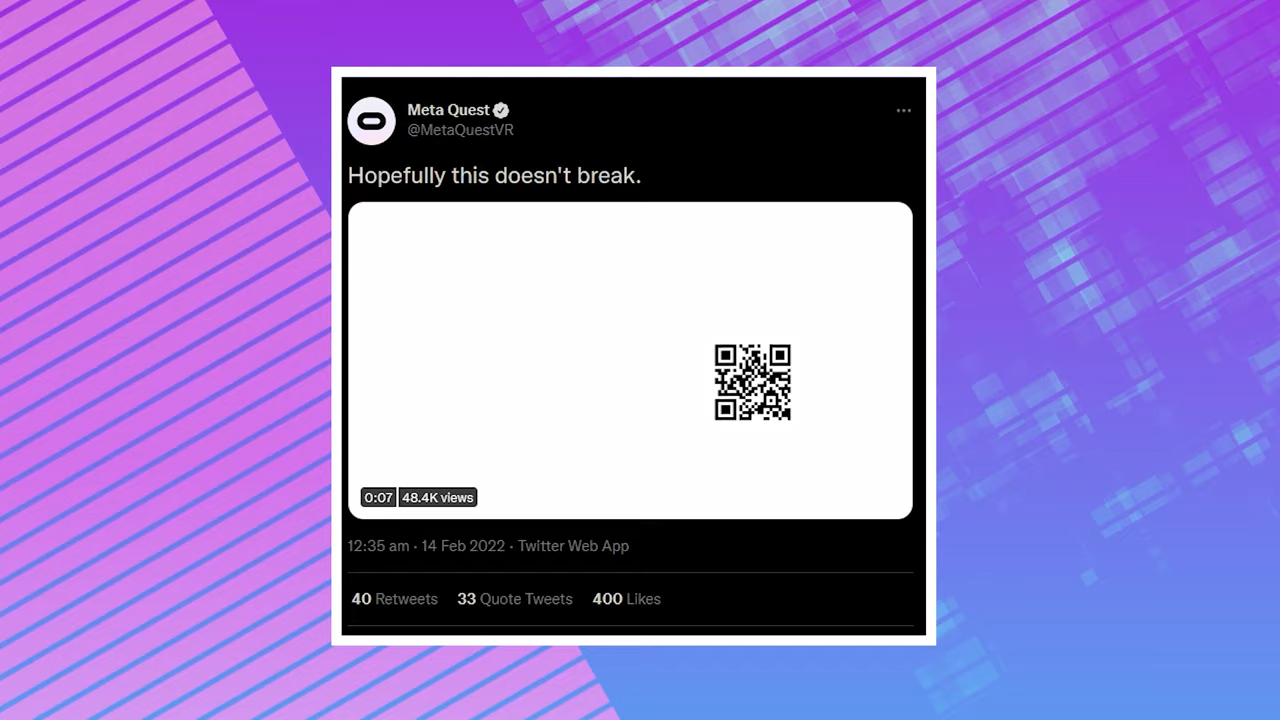 Meta Quest
@MetaQuestVR
Hopefully this doesn't break.
0:07 48.4K views
12:35 am · 14 Feb 2022 · Twitter Web App
40 Retweets 33 Quote Tweets 400 Likes